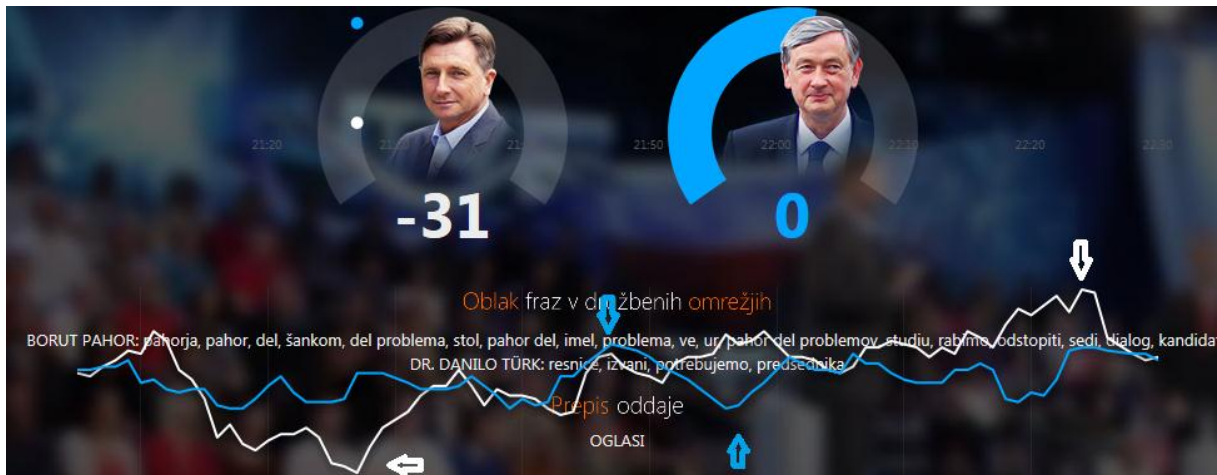 21:20 21:50 22:00 22:10 22:20
-31 0
Oblak fraz v družbenih omrežjih
BORUT PAHOR: pahorja, pahor, del, šankom, del problema, stol, pahor del, imel, problema, ve, ur, pahor del problemov, studiu, rabimo, odstopiti, sedi, dialog, kandidat
DR. DANILO TÜRK: resnice, izvani, potrebujemo, predsednika
Prepis oddaje
OGLASI